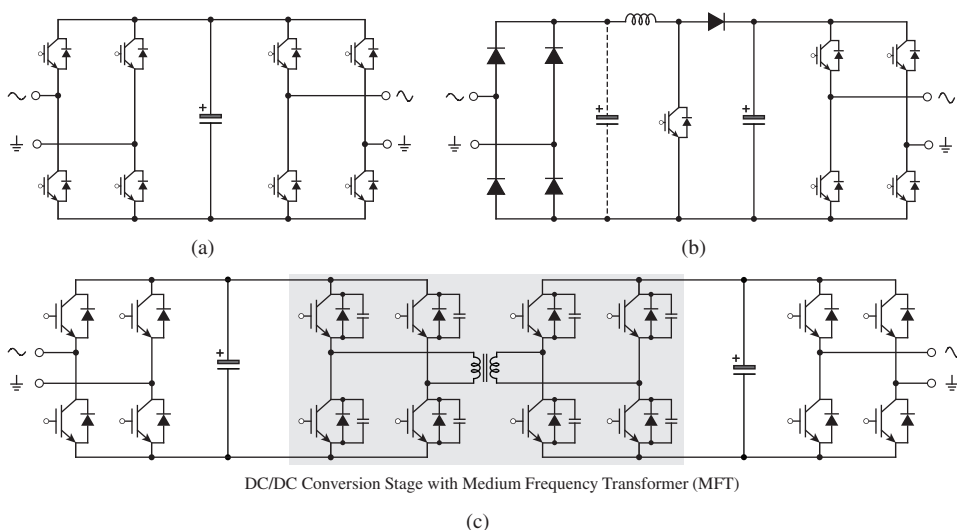 +
+
+
(a)
(b)
+
+
DC/DC Conversion Stage with Medium Frequency Transformer (MFT)
(c)